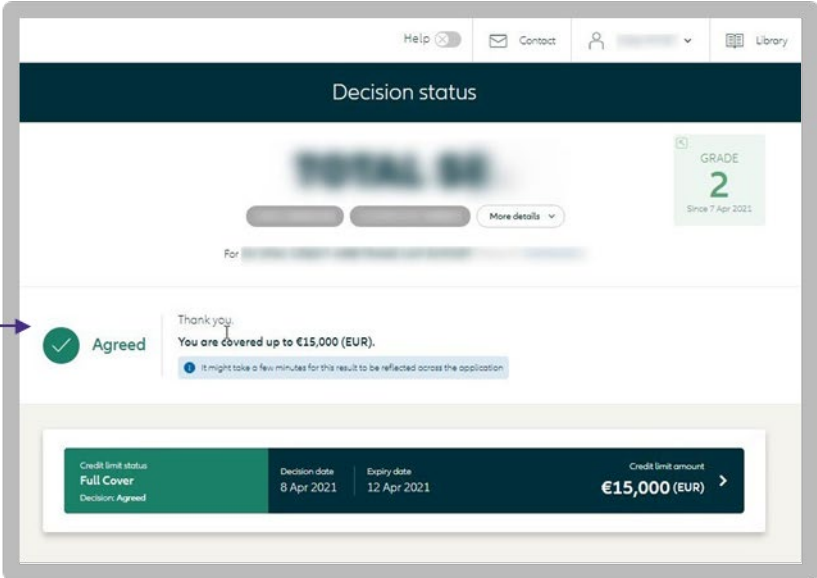 Help
Contact
Library
Decision status
GRADE
2
Since 7 Apr 2021
More details
For
Thank you.
Agreed
You are covered up to €15,000 (EUR).
It might take a few minutes for this result to be reflected across the application
Credit limit status
Full Cover
Decision: Agreed
Decision date
8 Apr 2021
Expiry date
12 Apr 2021
Credit limit amount
€15,000 (EUR)